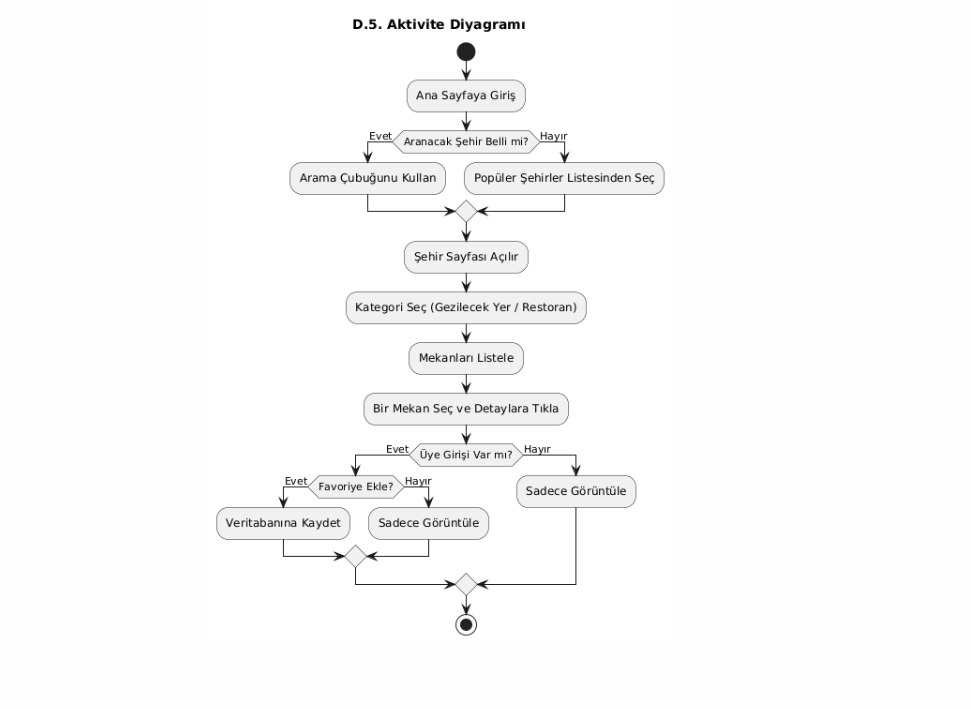 D.5. Aktivite Diyagramı
Ana Sayfaya Giriş
Evet
Aranacak Şehir Belli mi?
Hayır
Arama Çubuğunu Kullan
Popüler Şehirler Listesinden Seç
Şehir Sayfası Açılır
Kategori Seç (Gezilecek Yer / Restoran)
Mekanları Listele
Bir Mekan Seç ve Detaylara Tıkla
Evet
Üye Girişi Var mı?
Hayır
Evet
Favoriye Ekle?
Hayır
Sadece Görüntüle
Veritabanına Kaydet
Sadece Görüntüle